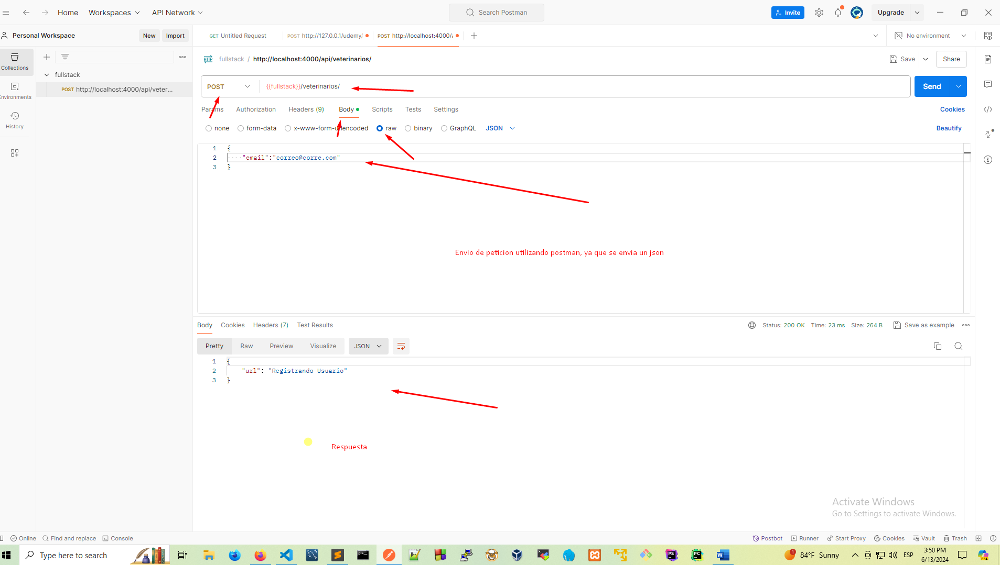 Home
Workspaces
API Network
Search Postman
Invite
Upgrade
Personal Workspace
New
Import
GET Untitled Request
POST http://127.0.0.1/udemy/
POST http://localhost:4000/a
No environment
Collections
fullstack / http://localhost:4000/api/veterinarios/
Save
Share
fullstack
POST http://localhost:4000/api/veter...
POST
{{fullstack}}/veterinarios/
Send
Environments
Params
Authorization
Headers (9)
Body
Scripts
Tests
Settings
Cookies
History
none
form-data
x-www-form-urlencoded
raw
binary
GraphQL
JSON
Beautify
1 {
2 "email":"correo@corre.com"
3 }
Envio de peticion utilizando postman, ya que se envia un json
Body
Cookies
Headers (7)
Test Results
Status: 200 OK
Time: 23 ms
Size: 264 B
Save as example
Pretty
Raw
Preview
Visualize
JSON
1 {
2 "url": "Registrando Usuario"
3 }
Respuesta
Activate Windows
Go to Settings to activate Windows.
Online
Find and replace
Console
Postbot
Runner
Start Proxy
Cookies
Vault
Trash
Type here to search
PS
PC
1
84°F Sunny
ESP
3:50 PM
6/13/2024
PRE